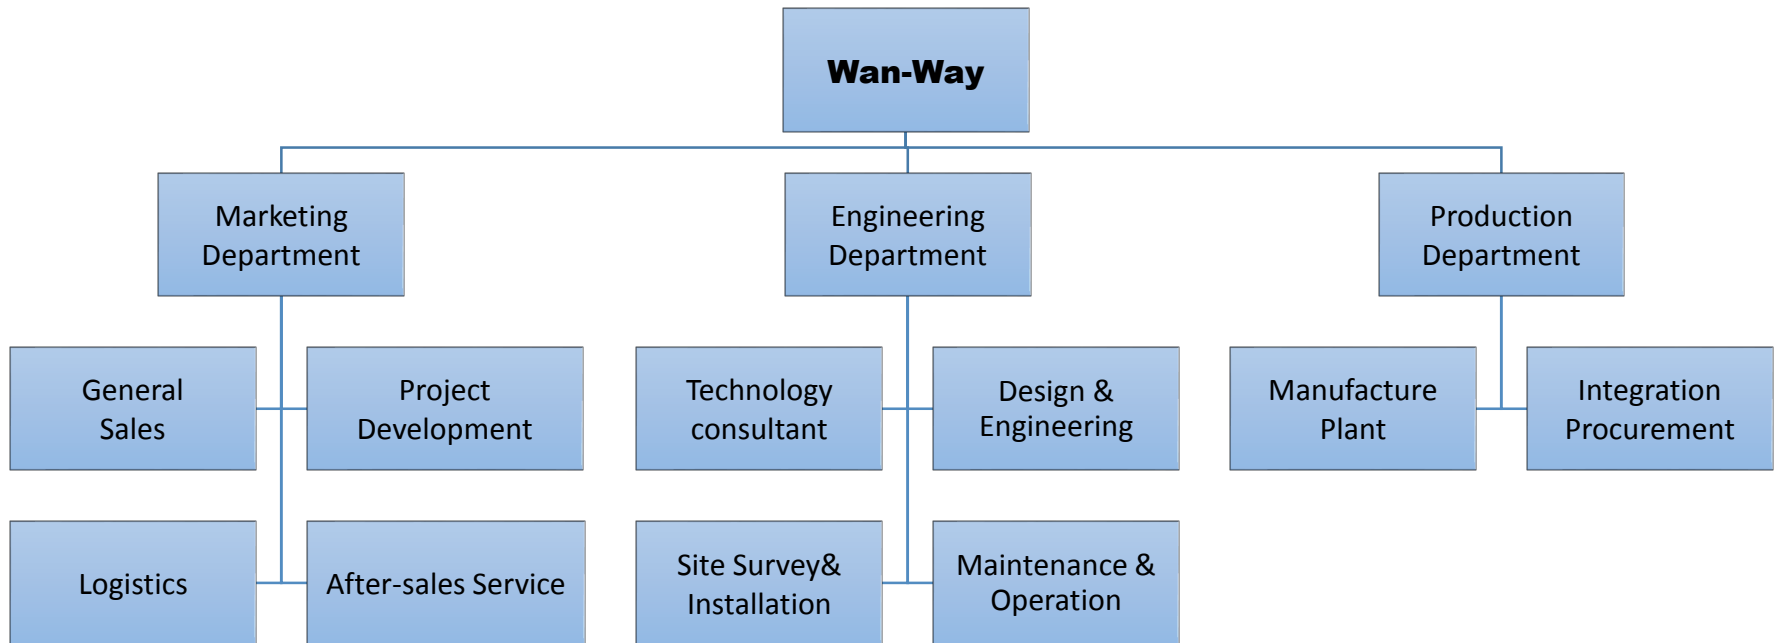 Wan-Way
Marketing
Department
Engineering
Department
Production
Department
General
Sales
Project
Development
Technology
consultant
Design &
Engineering
Manufacture
Plant
Integration
Procurement
Logistics
After-sales Service
Site Survey&
Installation
Maintenance &
Operation